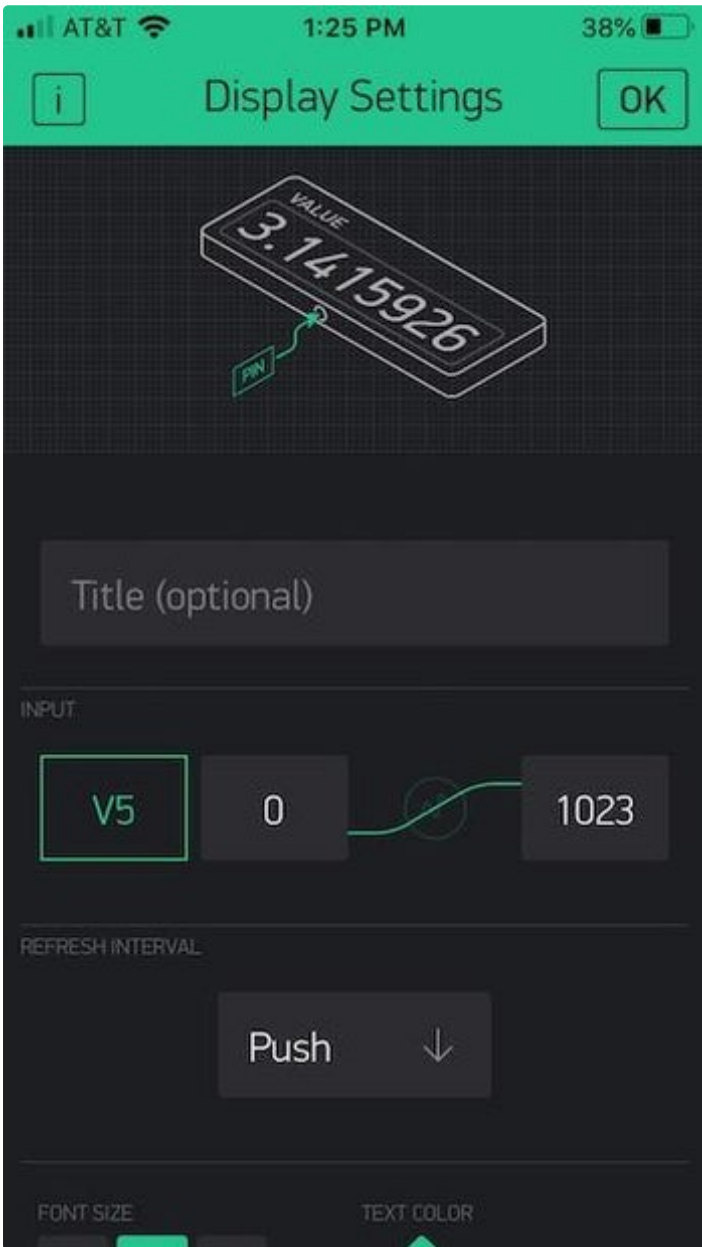 AT&T 1:25 PM 38%
i Display Settings OK
VALUE
3.1415926
PIN
Title (optional)
INPUT
V5 0 1023
REFRESH INTERVAL
Push
FONT SIZE TEXT COLOR